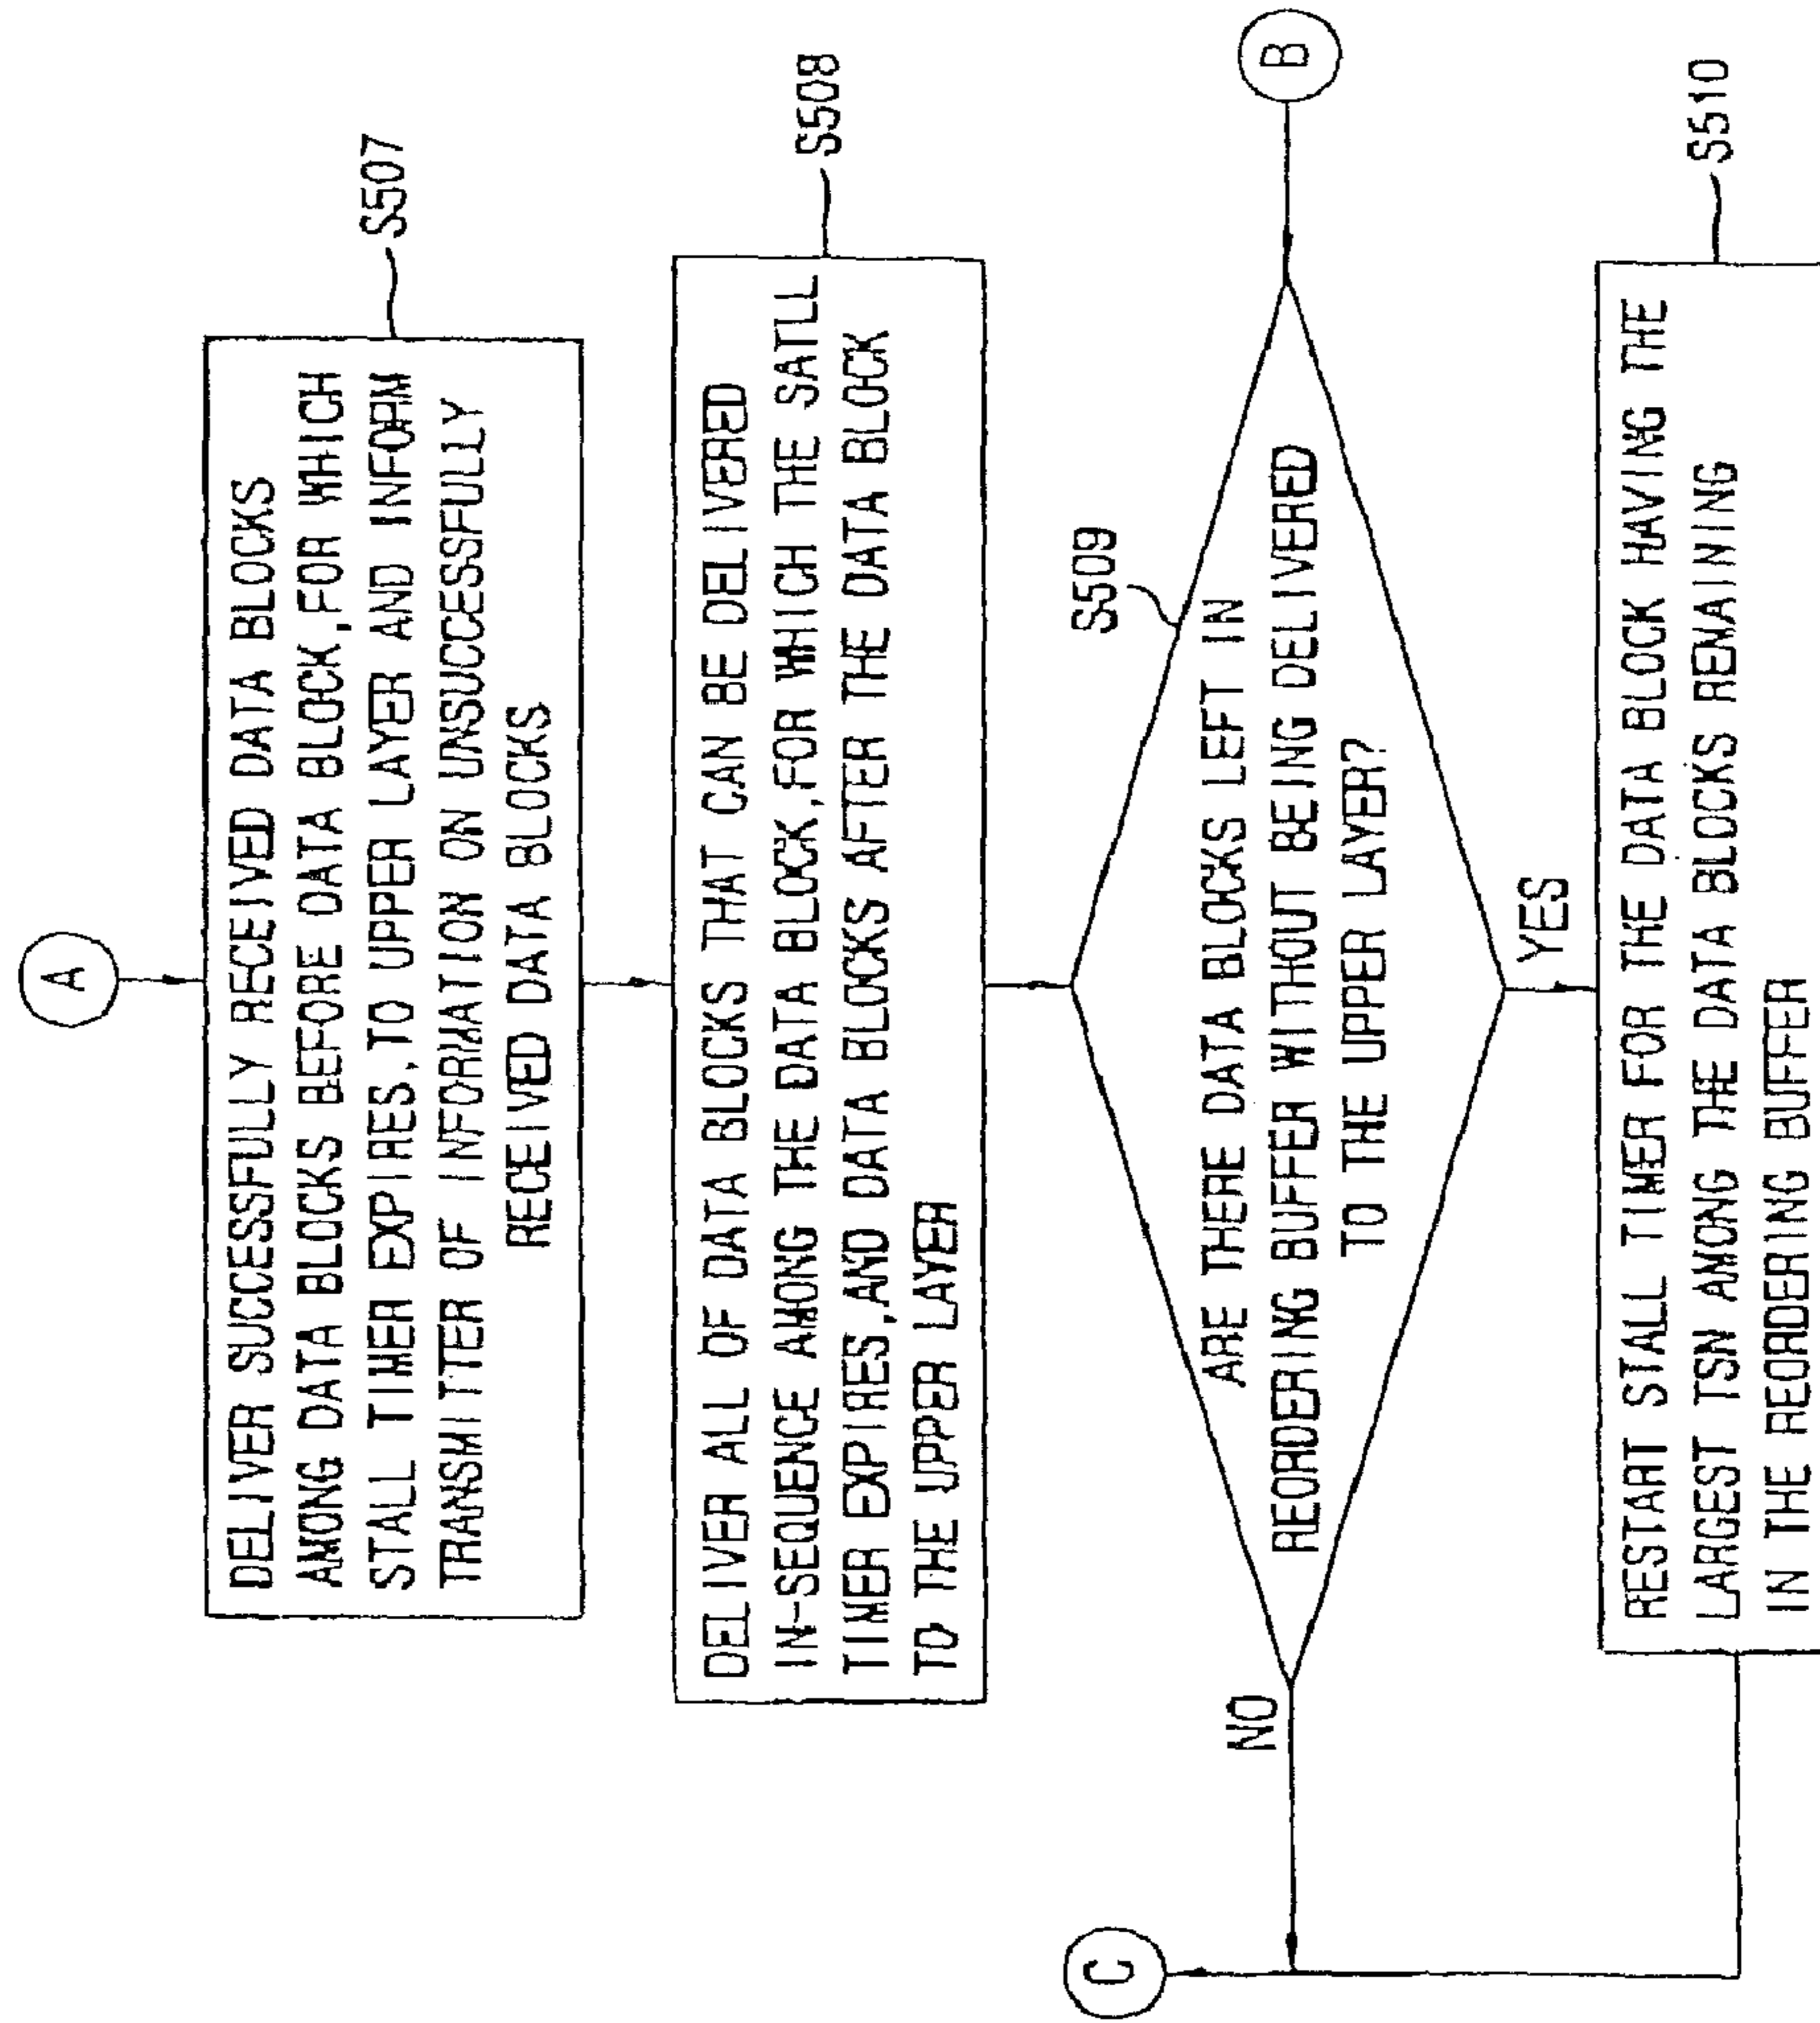 A
DELIVER SUCCESSFULLY RECEIVED DATA BLOCKS
AMONG DATA BLOCKS BEFORE DATA BLOCK,FOR WHICH
STALL TIMER EXPIRES,TO UPPER LAYER AND INFORM
TRANSMITTER OF INFORMATION ON UNSUCCESSFULLY
RECEIVED DATA BLOCKS
S507
DELIVER ALL OF DATA BLOCKS THAT CAN BE DELIVERED
IN-SEQUENCE AMONG THE DATA BLOCK,FOR WHICH THE SATLL
TIMER EXPIRES,AND DATA BLOCKS AFTER THE DATA BLOCK
TO THE UPPER LAYER
S508
S509
ARE THERE DATA BLOCKS LEFT IN
REORDERING BUFFER WITHOUT BEING DELIVERED
TO THE UPPER LAYER?
B
NO
C
YES
RESTART STALL TIMER FOR THE DATA BLOCK HAVING THE
LARGEST TSN AMONG THE DATA BLOCKS REMAINING
IN THE REORDERING BUFFER
S510